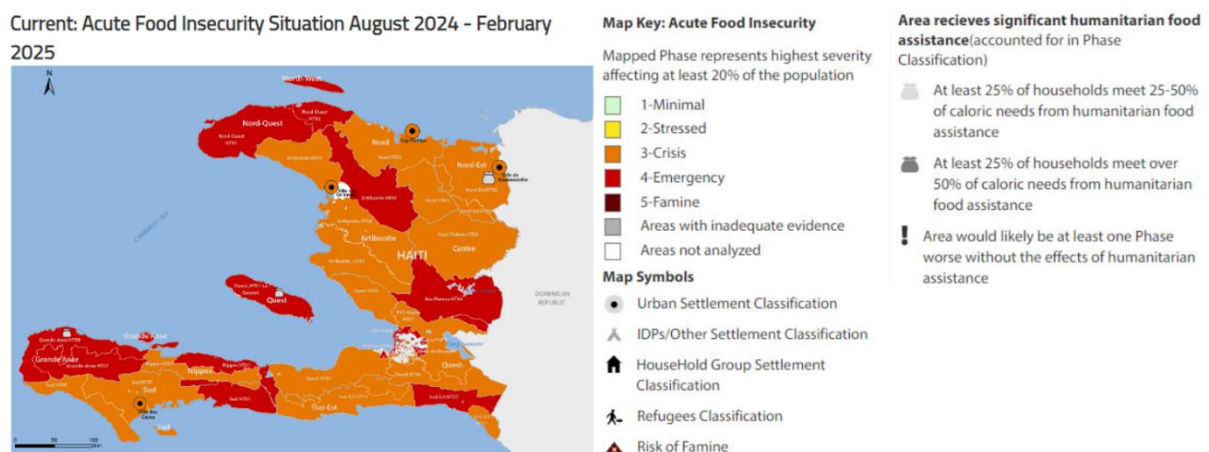 Current: Acute Food Insecurity Situation August 2024 - February
2025
N
North-West
Nord-Ouest
Nord
Nord-Est
Artibonite
HAITI
Centre
DOMINICAN
REPUBLIC
Ouest
Grande Anse
Grande'Anse
Nippes
Sud
Sud-Est
Ouest
Sud
Map Key: Acute Food Insecurity
Mapped Phase represents highest severity
affecting at least 20% of the population
1-Minimal
2-Stressed
3-Crisis
4-Emergency
5-Famine
Areas with inadequate evidence
Areas not analyzed
Map Symbols
Urban Settlement Classification
IDPs/Other Settlement Classification
HouseHold Group Settlement
Classification
Refugees Classification
Risk of Famine
Area recieves significant humanitarian food
assistance(accounted for in Phase
Classification)
At least 25% of households meet 25-50%
of caloric needs from humanitarian food
assistance
At least 25% of households meet over
50% of caloric needs from humanitarian
food assistance
! Area would likely be at least one Phase
worse without the effects of humanitarian
assistance